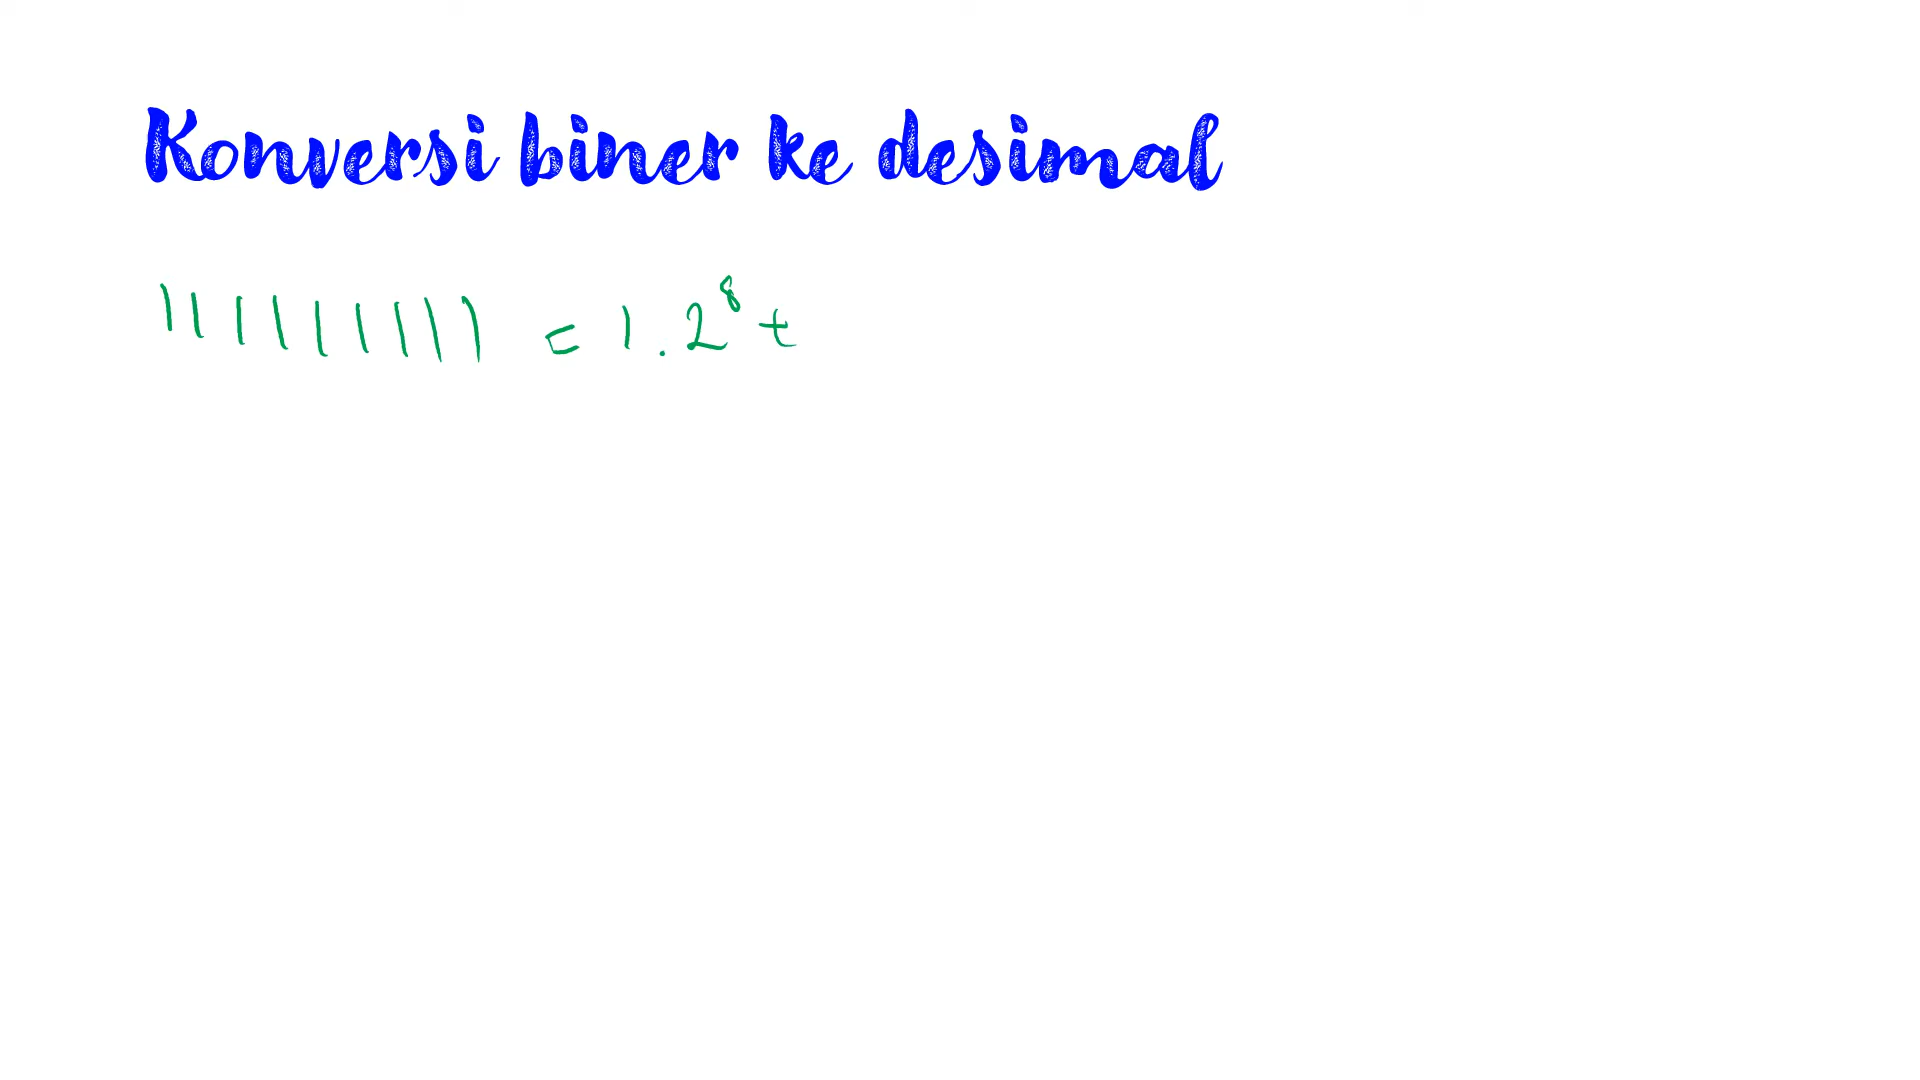 Konversi biner ke desimal
111111111 = 1.2⁸ +